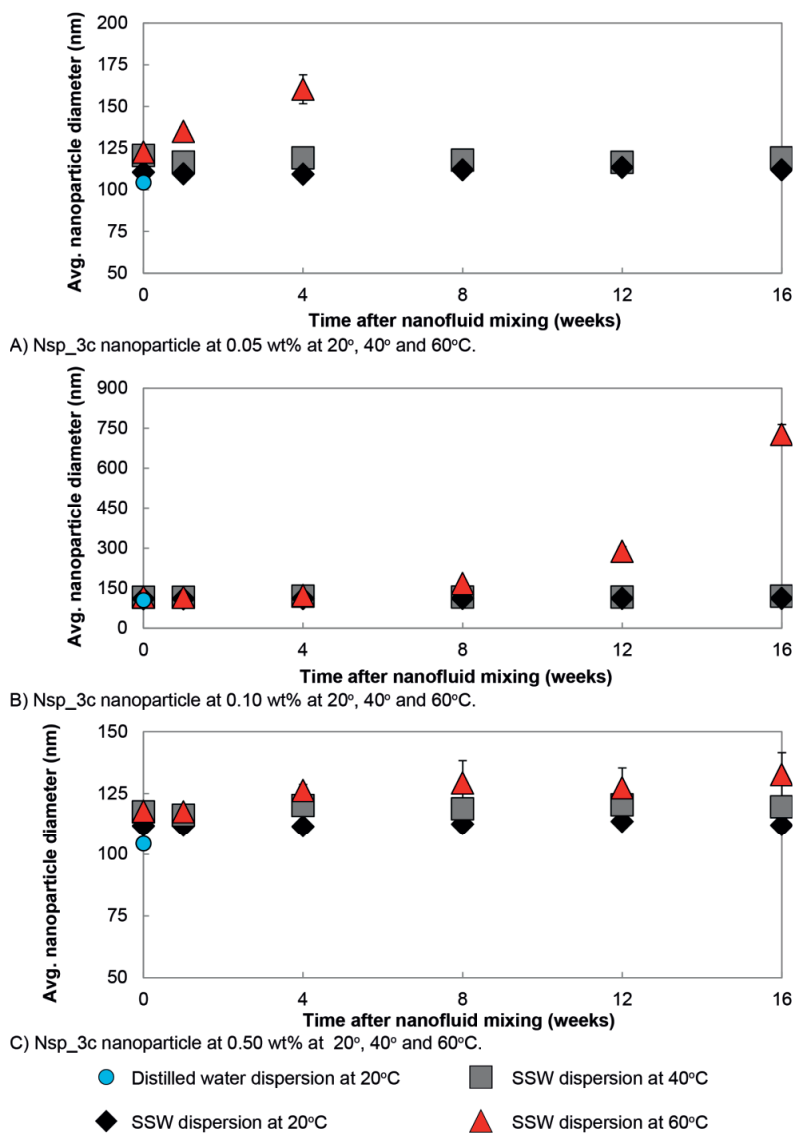 Avg. nanoparticle diameter (nm)
200
175
150
125
100
75
50
0
4
8
12
16
Time after nanofluid mixing (weeks)
A) Nsp_3c nanoparticle at 0.05 wt% at 20°, 40° and 60°C.
Avg. nanoparticle diameter (nm)
900
750
600
450
300
150
0
0
4
8
12
16
Time after nanofluid mixing (weeks)
B) Nsp_3c nanoparticle at 0.10 wt% at 20°, 40° and 60°C.
Avg. nanoparticle diameter (nm)
150
125
100
50
0
4
8
12
16
Time after nanofluid mixing (weeks)
C) Nsp_3c nanoparticle at 0.50 wt% at 20°, 40° and 60°C.
Distilled water dispersion at 20°C
SSW dispersion at 40°C
SSW dispersion at 20°C
SSW dispersion at 60°C